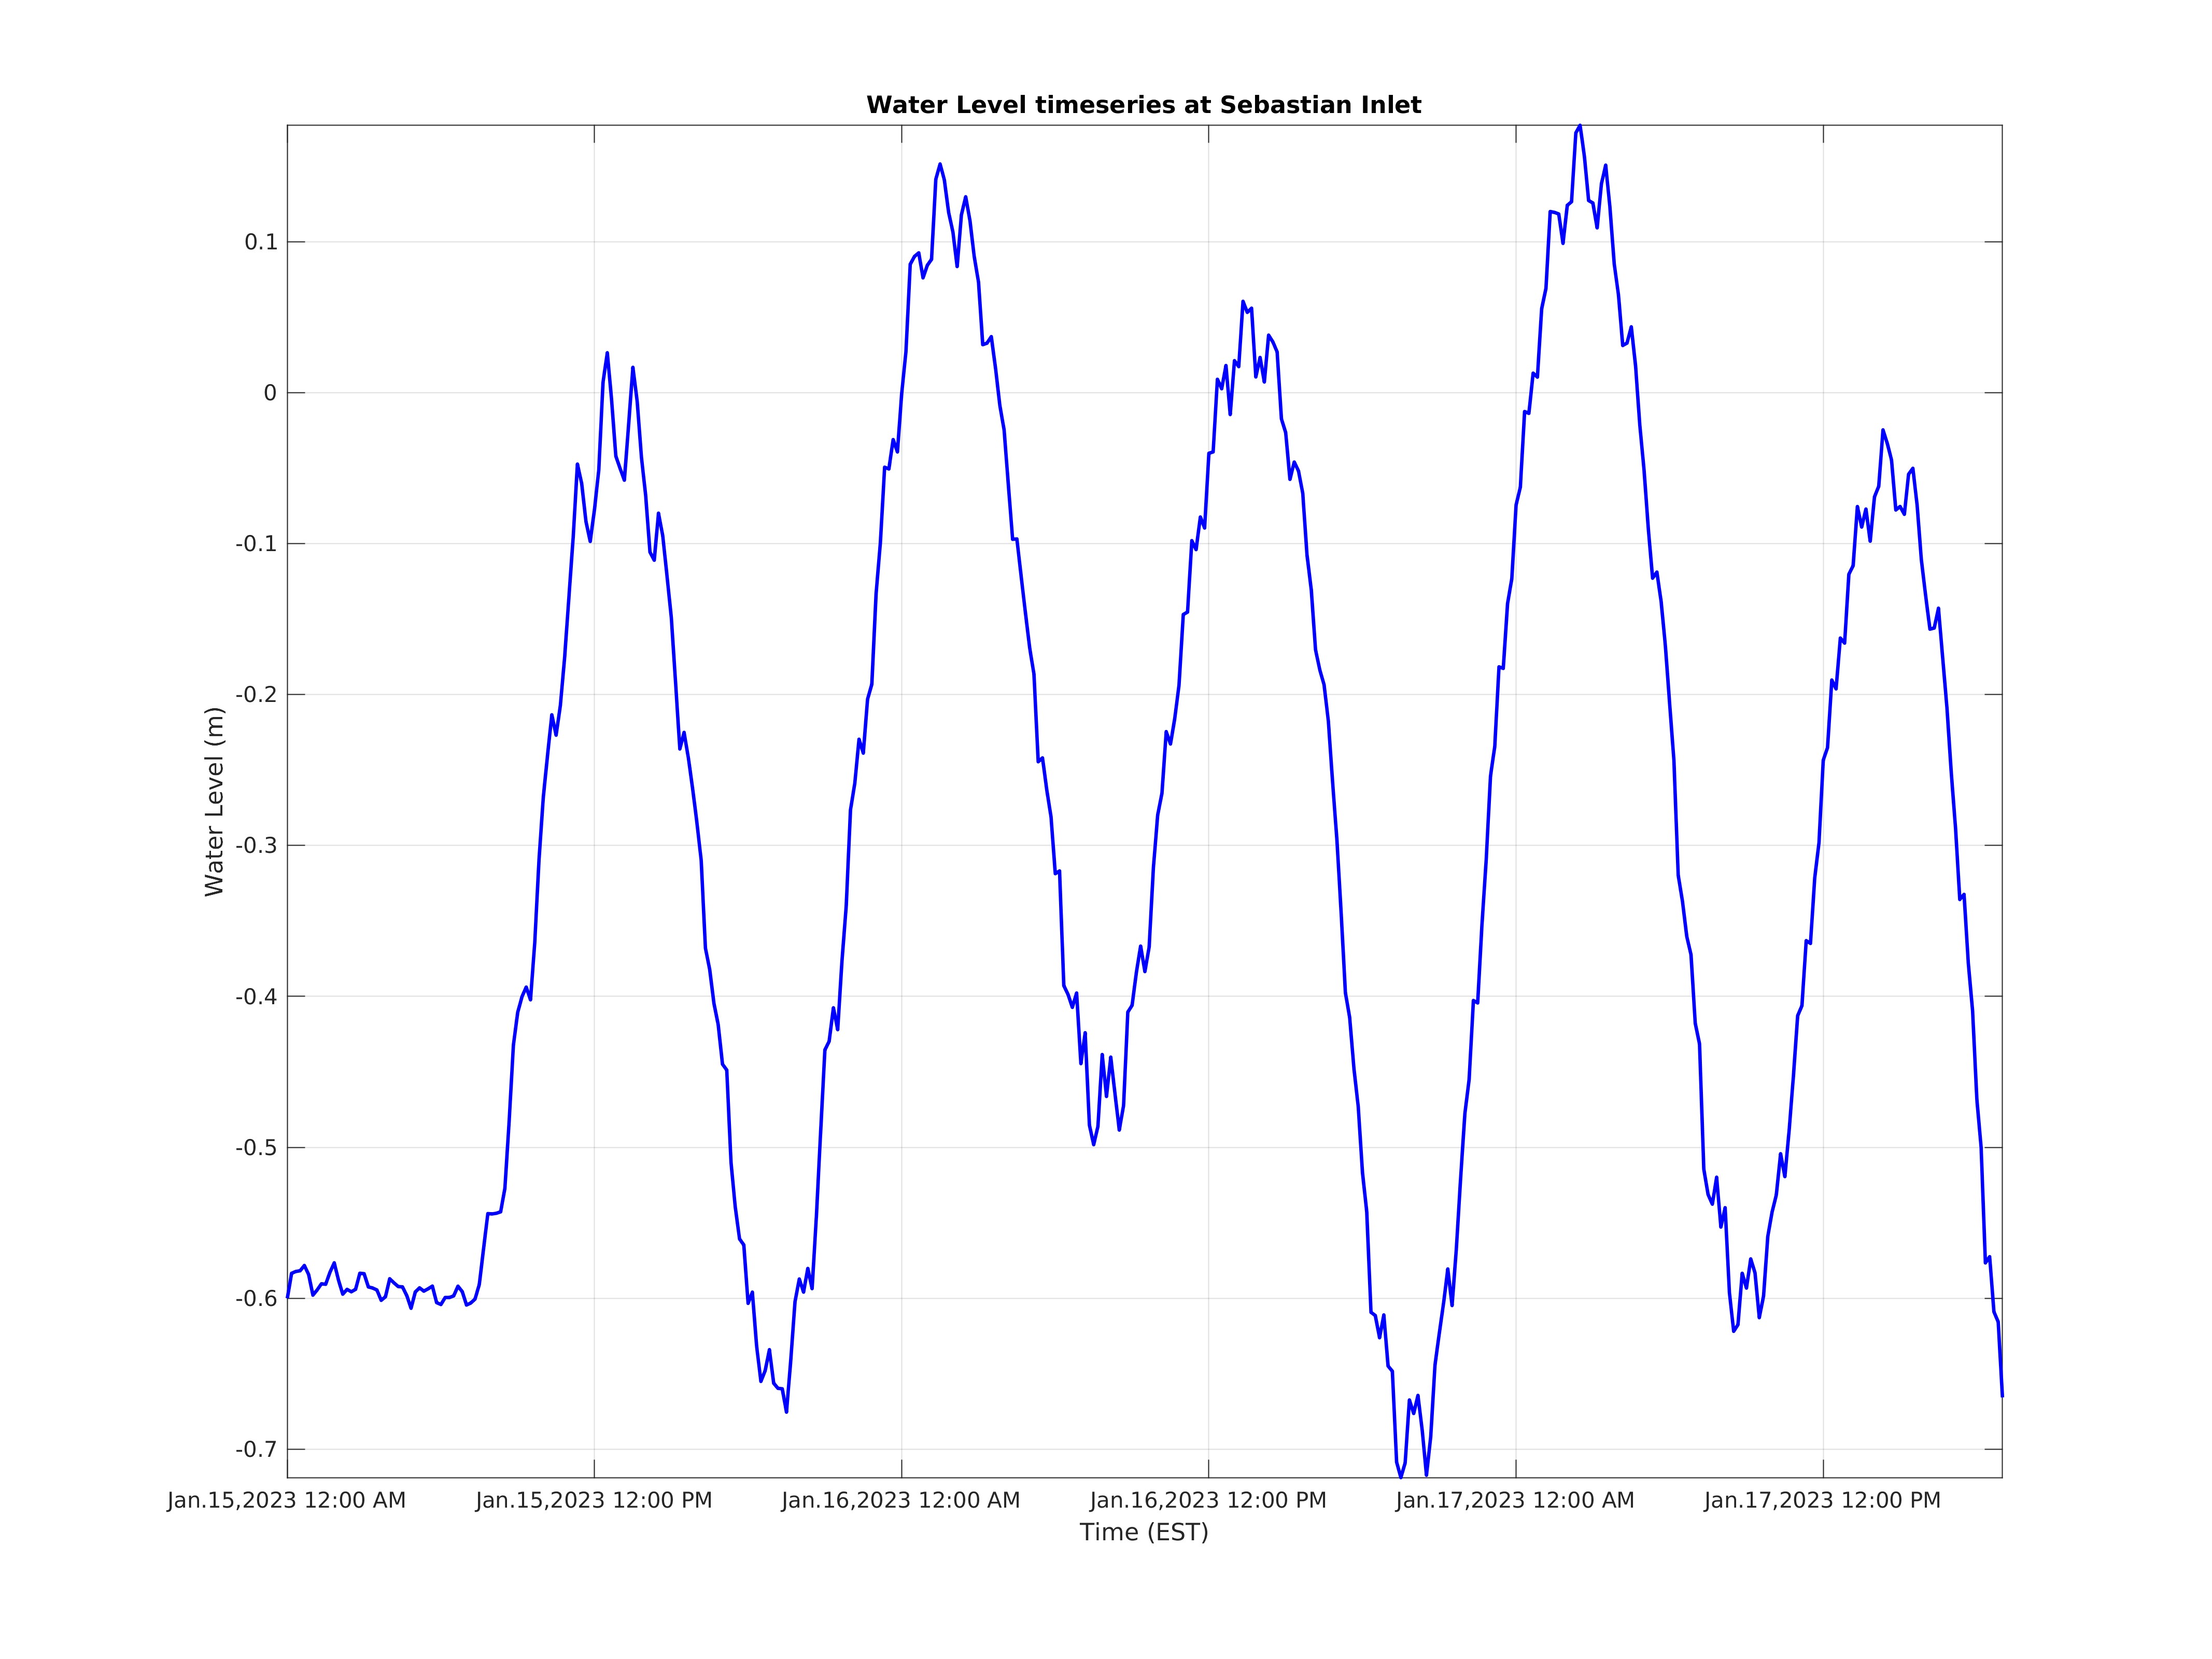 Water Level timeseries at Sebastian Inlet
0.1
0
-0.1
-0.2
-0.3
-0.4
-0.5
-0.6
-0.7
Water Level (m)
Jan.15,2023 12:00 AM
Jan.15,2023 12:00 PM
Jan.16,2023 12:00 AM
Jan.16,2023 12:00 PM
Jan.17,2023 12:00 AM
Jan.17,2023 12:00 PM
Time (EST)